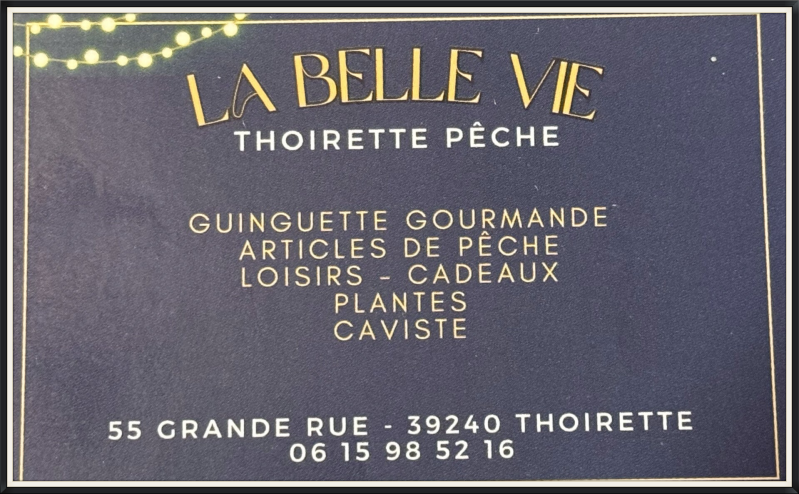 LA BELLE VIE
THOIRETTE PÊCHE
GUINGUETTE GOURMANDE
ARTICLES DE PÊCHE
LOISIRS - CADEAUX
PLANTES
CAVISTE
55 GRANDE RUE - 39240 THOIRETTE
06 15 98 52 16